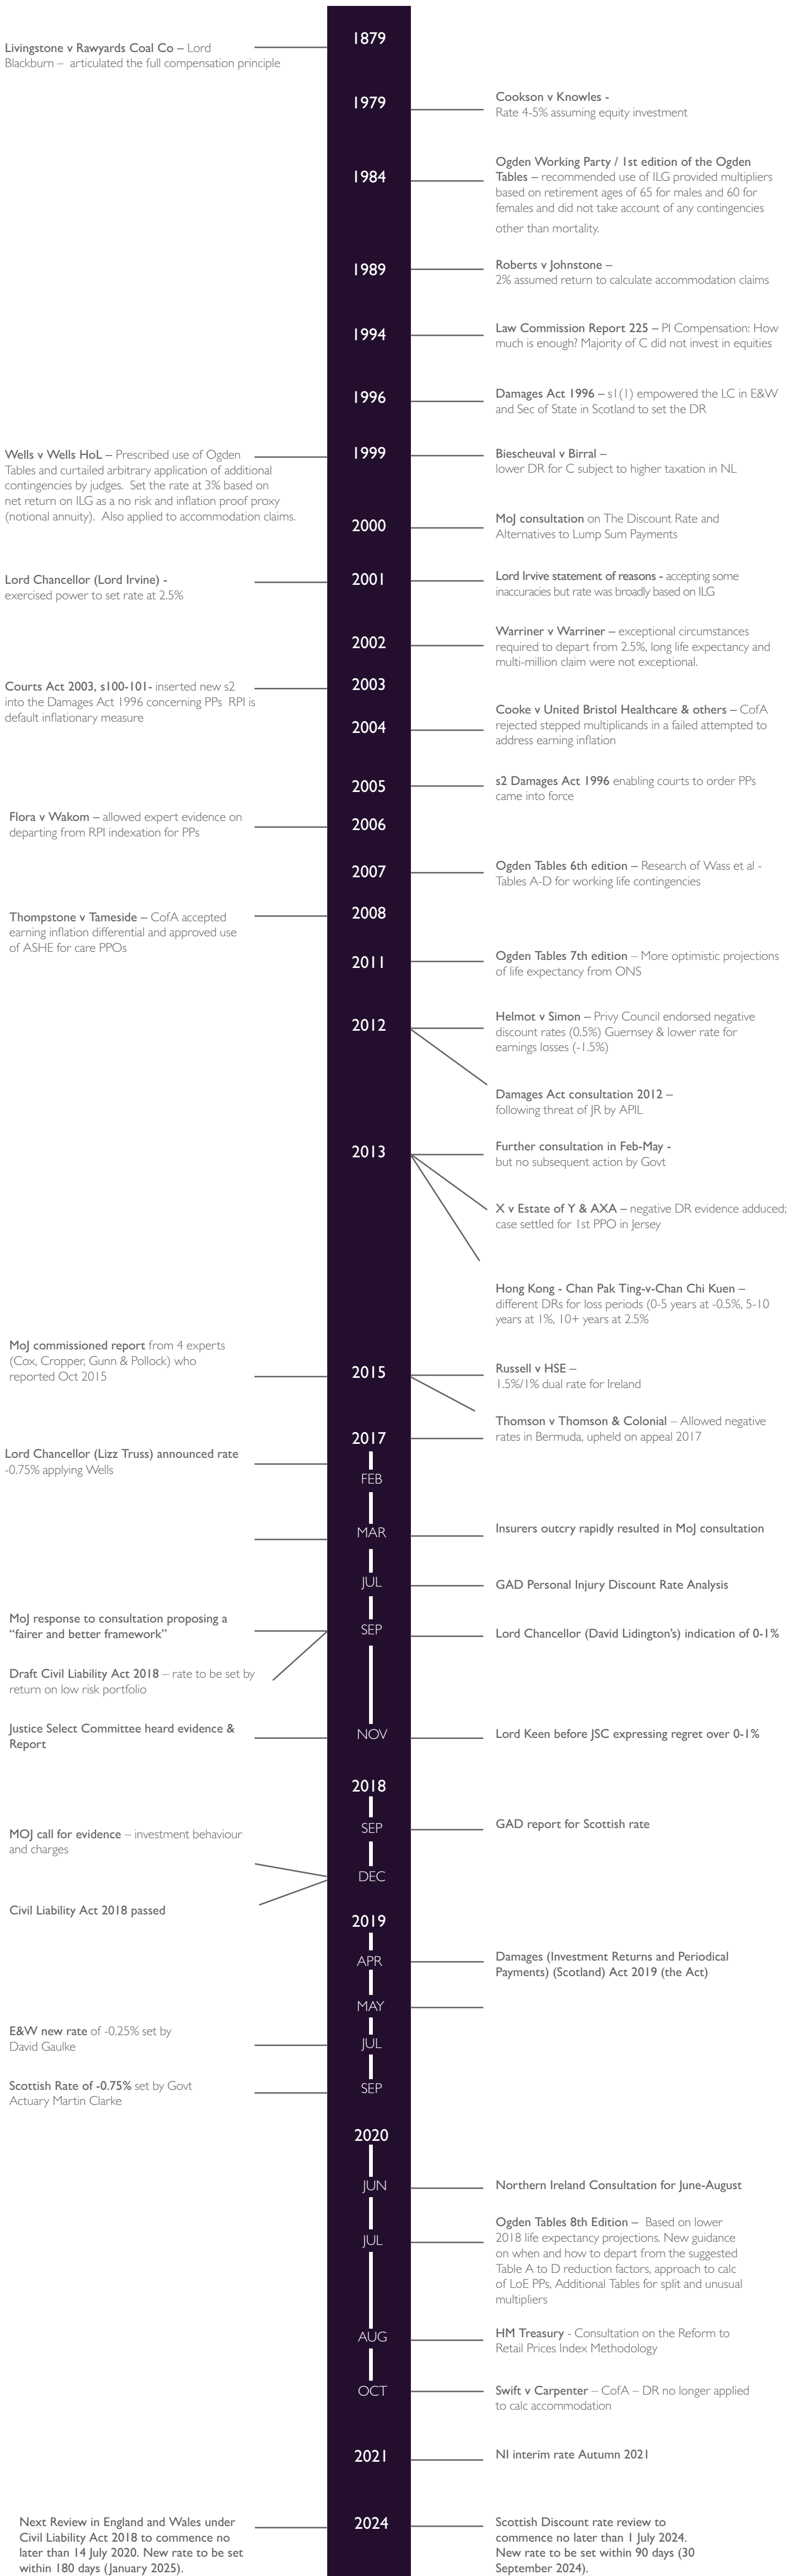 1879
Livingstone v Rawyards Coal Co – Lord
Blackburn – articulated the full compensation principle
1979
Cookson v Knowles -
Rate 4-5% assuming equity investment
1984
Ogden Working Party / 1st edition of the Ogden
Tables – recommended use of ILG provided multipliers
based on retirement ages of 65 for males and 60 for
females and did not take account of any contingencies
other than mortality.
1989
Roberts v Johnstone –
2% assumed return to calculate accommodation claims
1994
Law Commission Report 225 – PI Compensation: How
much is enough? Majority of C did not invest in equities
1996
Damages Act 1996 – s1(1) empowered the LC in E&W
and Sec of State in Scotland to set the DR
1999
Wells v Wells HoL – Prescribed use of Ogden
Tables and curtailed arbitrary application of additional
contingencies by judges. Set the rate at 3% based on
net return on ILG as a no risk and inflation proof proxy
(notional annuity). Also applied to accommodation claims.
Biescheuval v Birral –
lower DR for C subject to higher taxation in NL
2000
MoJ consultation on The Discount Rate and
Alternatives to Lump Sum Payments
2001
Lord Chancellor (Lord Irvine) -
exercised power to set rate at 2.5%
Lord Irvive statement of reasons - accepting some
inaccuracies but rate was broadly based on ILG
2002
Warriner v Warriner – exceptional circumstances
required to depart from 2.5%, long life expectancy and
multi-million claim were not exceptional.
2003
Courts Act 2003, s100-101- inserted new s2
into the Damages Act 1996 concerning PPs RPI is
default inflationary measure
2004
Cooke v United Bristol Healthcare & others – CofA
rejected stepped multiplicands in a failed attempted to
address earning inflation
2005
s2 Damages Act 1996 enabling courts to order PPs
came into force
2006
Flora v Wakom – allowed expert evidence on
departing from RPI indexation for PPs
2007
Ogden Tables 6th edition – Research of Wass et al -
Tables A-D for working life contingencies
2008
Thompstone v Tameside – CofA accepted
earning inflation differential and approved use
of ASHE for care PPOs
2011
Ogden Tables 7th edition – More optimistic projections
of life expectancy from ONS
2012
Helmot v Simon – Privy Council endorsed negative
discount rates (0.5%) Guernsey & lower rate for
earnings losses (-1.5%)
Damages Act consultation 2012 –
following threat of JR by APIL
2013
Further consultation in Feb-May -
but no subsequent action by Govt
X v Estate of Y & AXA – negative DR evidence adduced;
case settled for 1st PPO in Jersey
Hong Kong - Chan Pak Ting-v-Chan Chi Kuen –
different DRs for loss periods (0-5 years at -0.5%, 5-10
years at 1%, 10+ years at 2.5%
2015
MoJ commissioned report from 4 experts
(Cox, Cropper, Gunn & Pollock) who
reported Oct 2015
Russell v HSE –
1.5%/1% dual rate for Ireland
Thomson v Thomson & Colonial – Allowed negative
rates in Bermuda, upheld on appeal 2017
2017
Lord Chancellor (Lizz Truss) announced rate
-0.75% applying Wells
FEB
MAR
Insurers outcry rapidly resulted in MoJ consultation
JUL
GAD Personal Injury Discount Rate Analysis
MoJ response to consultation proposing a
“fairer and better framework”
SEP
Lord Chancellor (David Lidington's) indication of 0-1%
Draft Civil Liability Act 2018 – rate to be set by
return on low risk portfolio
Justice Select Committee heard evidence &
Report
NOV
Lord Keen before JSC expressing regret over 0-1%
2018
SEP
GAD report for Scottish rate
MOJ call for evidence – investment behaviour
and charges
DEC
Civil Liability Act 2018 passed
2019
APR
Damages (Investment Returns and Periodical
Payments) (Scotland) Act 2019 (the Act)
MAY
E&W new rate of -0.25% set by
David Gaulke
JUL
Scottish Rate of -0.75% set by Govt
Actuary Martin Clarke
SEP
2020
JUN
Northern Ireland Consultation for June-August
JUL
Ogden Tables 8th Edition – Based on lower
2018 life expectancy projections. New guidance
on when and how to depart from the suggested
Table A to D reduction factors, approach to calc
of LoE PPs, Additional Tables for split and unusual
multipliers
AUG
HM Treasury - Consultation on the Reform to
Retail Prices Index Methodology
OCT
Swift v Carpenter – CofA – DR no longer applied
to calc accommodation
2021
NI interim rate Autumn 2021
2024
Next Review in England and Wales under
Civil Liability Act 2018 to commence no
later than 14 July 2020. New rate to be set
within 180 days (January 2025).
Scottish Discount rate review to
commence no later than 1 July 2024.
New rate to be set within 90 days (30
September 2024).